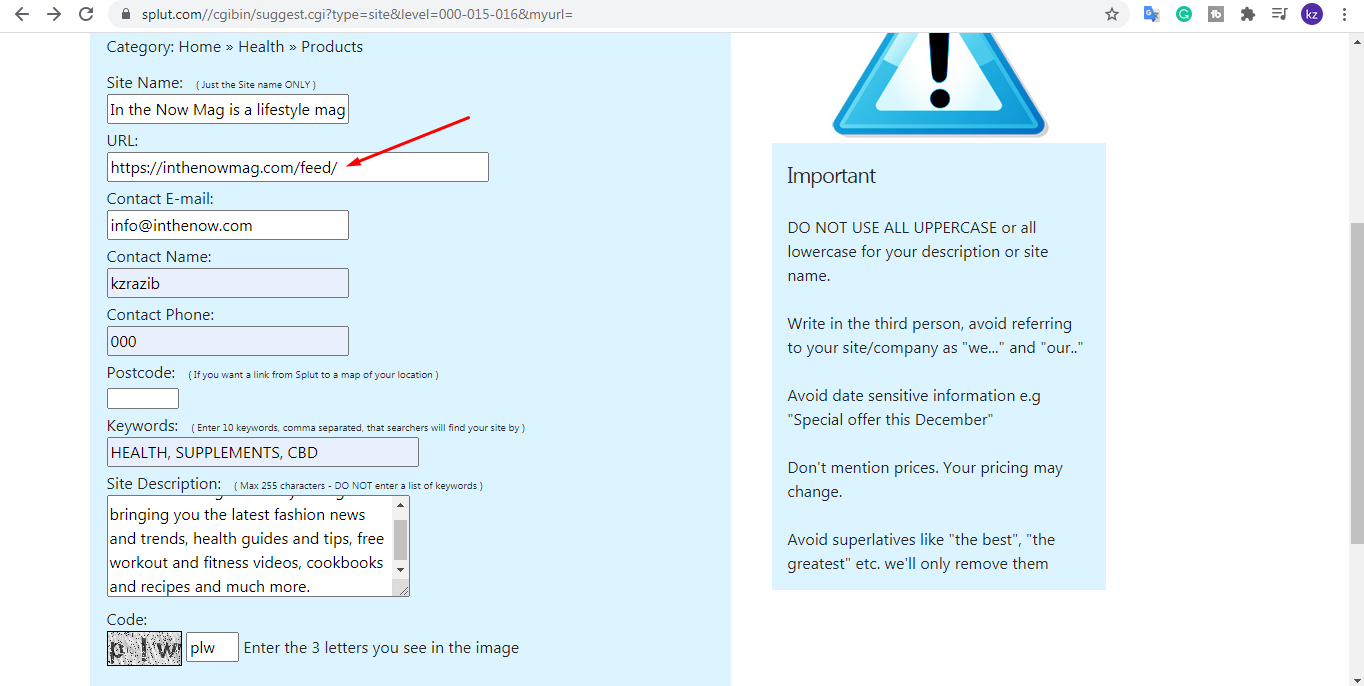 splut.com//cgibin/suggest.cgi?type=site&level=000-015-016&myurl=
kz
Category: Home » Health » Products
Site Name: ( Just the Site name ONLY )
In the Now Mag is a lifestyle mag
URL:
https://inthenowmag.com/feed/
Contact E-mail:
info@inthenow.com
Contact Name:
kzrazib
Contact Phone:
000
Postcode: ( If you want a link from Splut to a map of your location )
Keywords: ( Enter 10 keywords, comma separated, that searchers will find your site by )
HEALTH, SUPPLEMENTS, CBD
Site Description: ( Max 255 characters - DO NOT enter a list of keywords )
bringing you the latest fashion news
and trends, health guides and tips, free
workout and fitness videos, cookbooks
and recipes and much more.
Code:
plw plw Enter the 3 letters you see in the image
Important
DO NOT USE ALL UPPERCASE or all
lowercase for your description or site
name.
Write in the third person, avoid referring
to your site/company as "we..." and "our.."
Avoid date sensitive information e.g
"Special offer this December"
Don't mention prices. Your pricing may
change.
Avoid superlatives like "the best", "the
greatest" etc. we'll only remove them